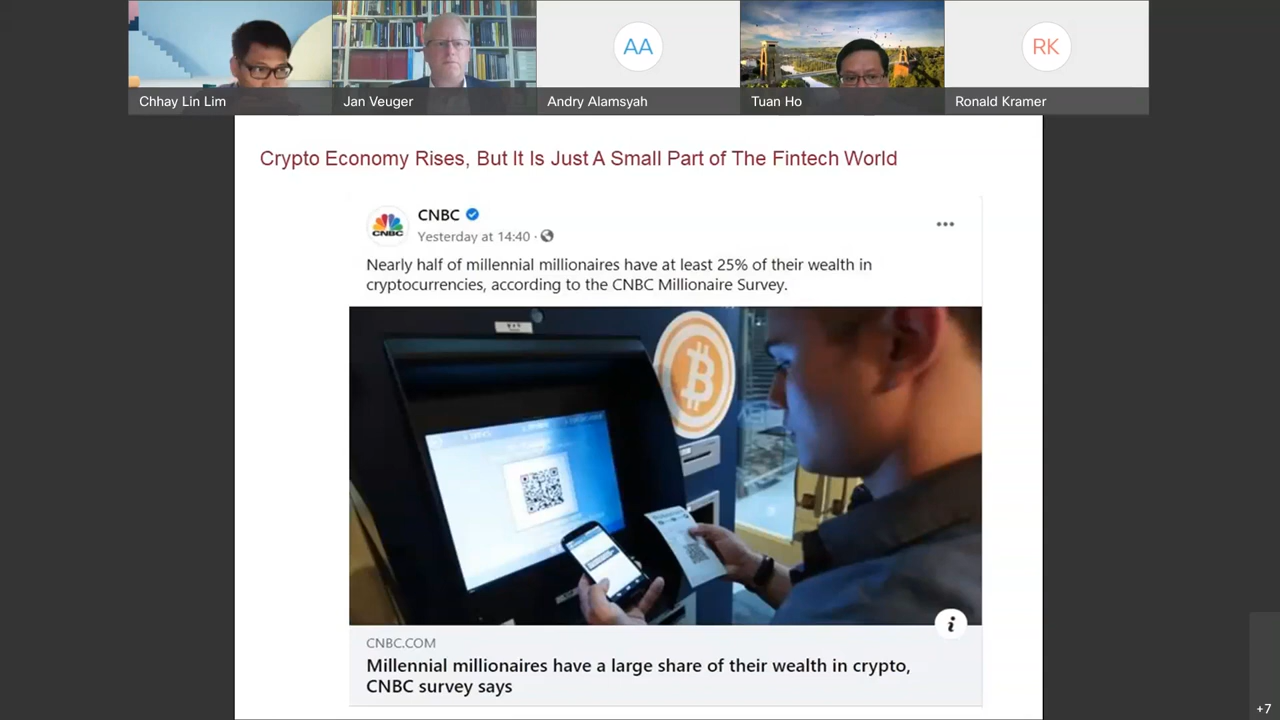 AA
RK
Chhay Lin Lim
Jan Veuger
Andry Alamsyah
Tuan Ho
Ronald Kramer
Crypto Economy Rises, But It Is Just A Small Part of The Fintech World
CNBC
CNBC
Yesterday at 14:40 ·
Nearly half of millennial millionaires have at least 25% of their wealth in
cryptocurrencies, according to the CNBC Millionaire Survey.
CNBC.COM
Millennial millionaires have a large share of their wealth in crypto,
CNBC survey says
+7